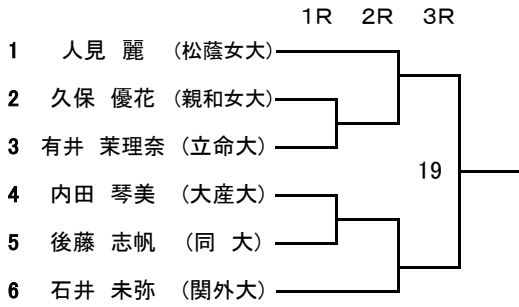 1R 2R 3R
1 人見 麗 (松蔭女大)
2 久保 優花 (親和女大)
3 有井 茉理奈 (立命大)
19
4 内田 琴美 (大産大)
5 後藤 志帆 (同 大)
6 石井 未弥 (関外大)